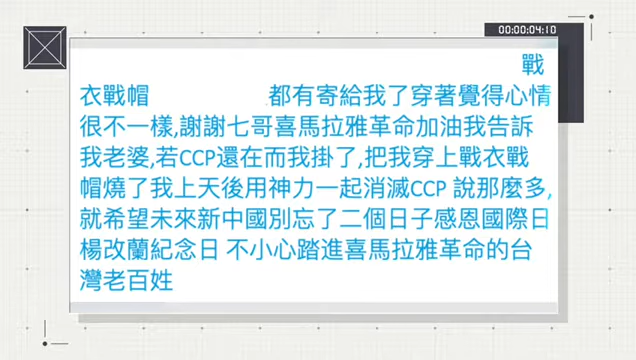 00:00:04:10
戰
衣戰帽 都有寄給我了穿著覺得心情
很不一樣,謝謝七哥喜馬拉雅革命加油我告訴
我老婆,若CCP還在而我掛了,把我穿上戰衣戰
帽燒了我上天後用神力一起消滅CCP 說那麼多,
就希望未來新中國別忘了二個日子感恩國際日
楊改蘭紀念日 不小心踏進喜馬拉雅革命的台
灣老百姓